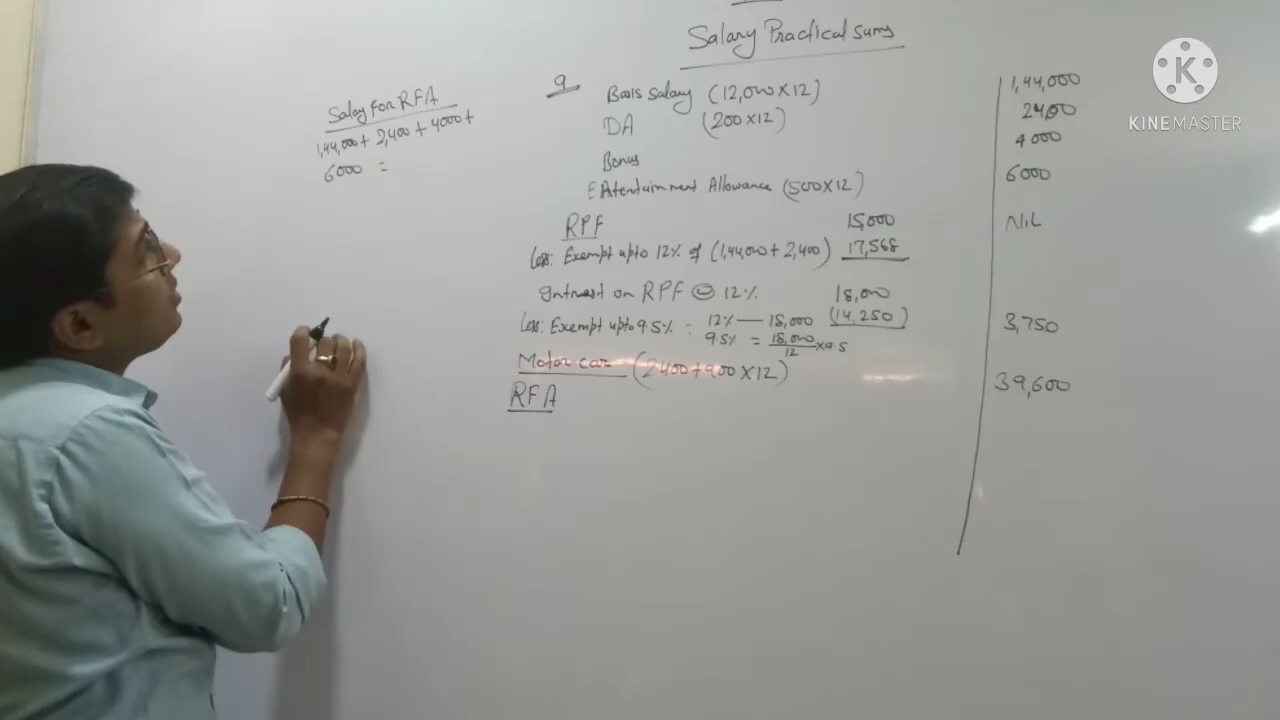 Salary Practical sums
KINEMASTER
Salary for RFA
1,44,000 + 2,400 + 4000 +
6000 =
9
Basis Salary (12,000 X 12) 1,44,000
DA (200 X 12) 2400
Bonus 4000
Entertainment Allowance (500 X 12) 6000
RPF 15,000 NIL
Less: Exempt upto 12% of (1,44,000 + 2,400) 17,568
Intrest on RPF @ 12% 18,000
Less: Exempt upto 9.5% = 12% — 18,000 (14,250) 3,750
9.5% = 18,000/12 x 9.5
Motor car (2400 + 900 X 12) 39,600
RFA